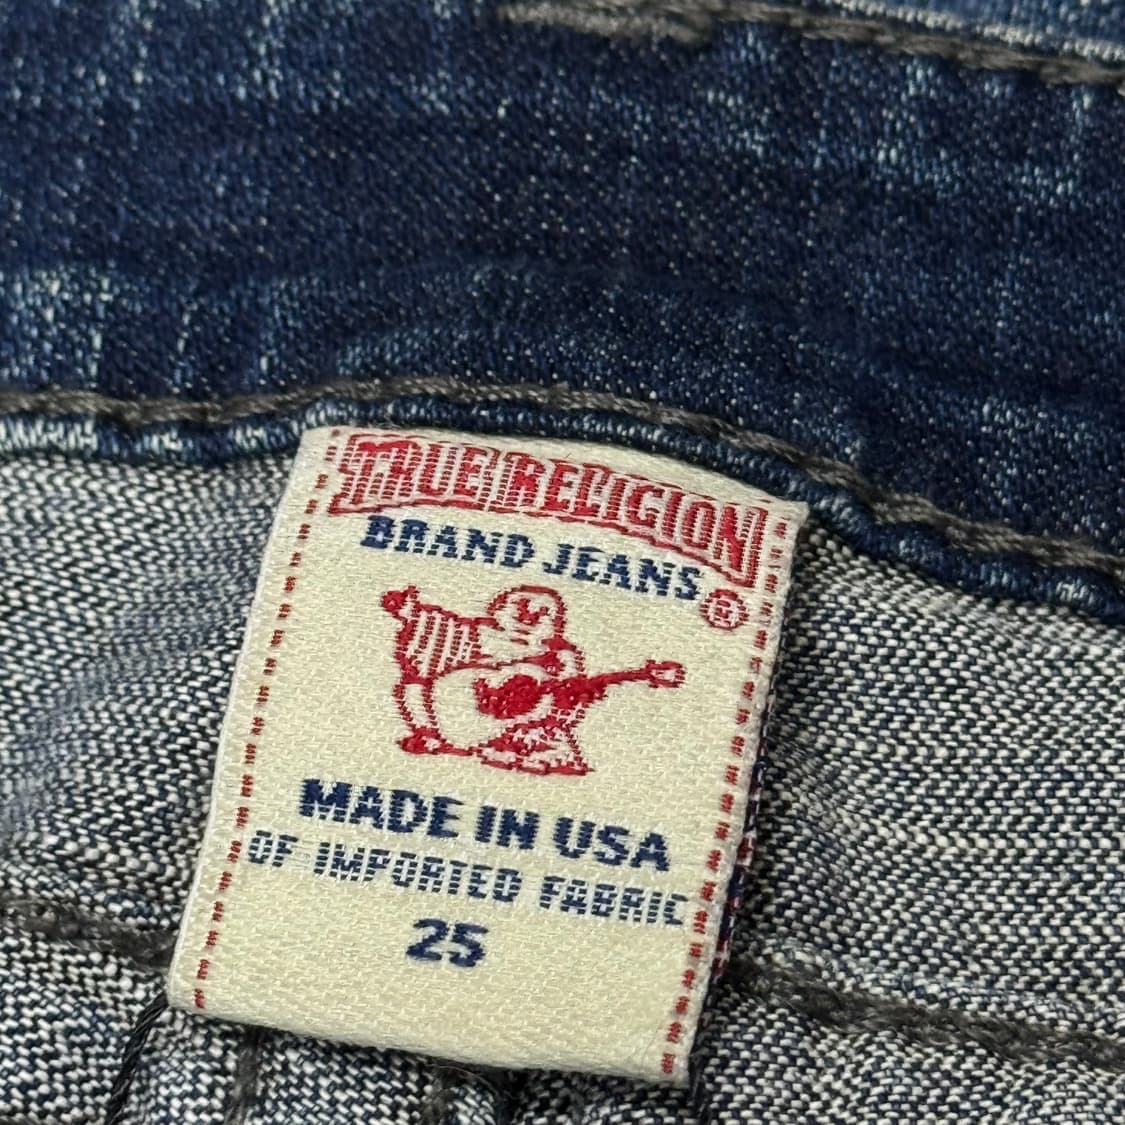 TRUE RELIGION
BRAND JEANS
®
MADE IN USA
OF IMPORTED FABRIC
25